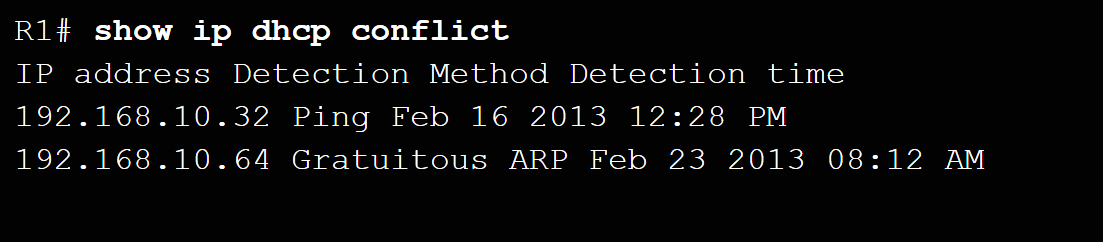 R1# show ip dhcp conflict
IP address Detection Method Detection time
192.168.10.32 Ping Feb 16 2013 12:28 PM
192.168.10.64 Gratuitous ARP Feb 23 2013 08:12 AM